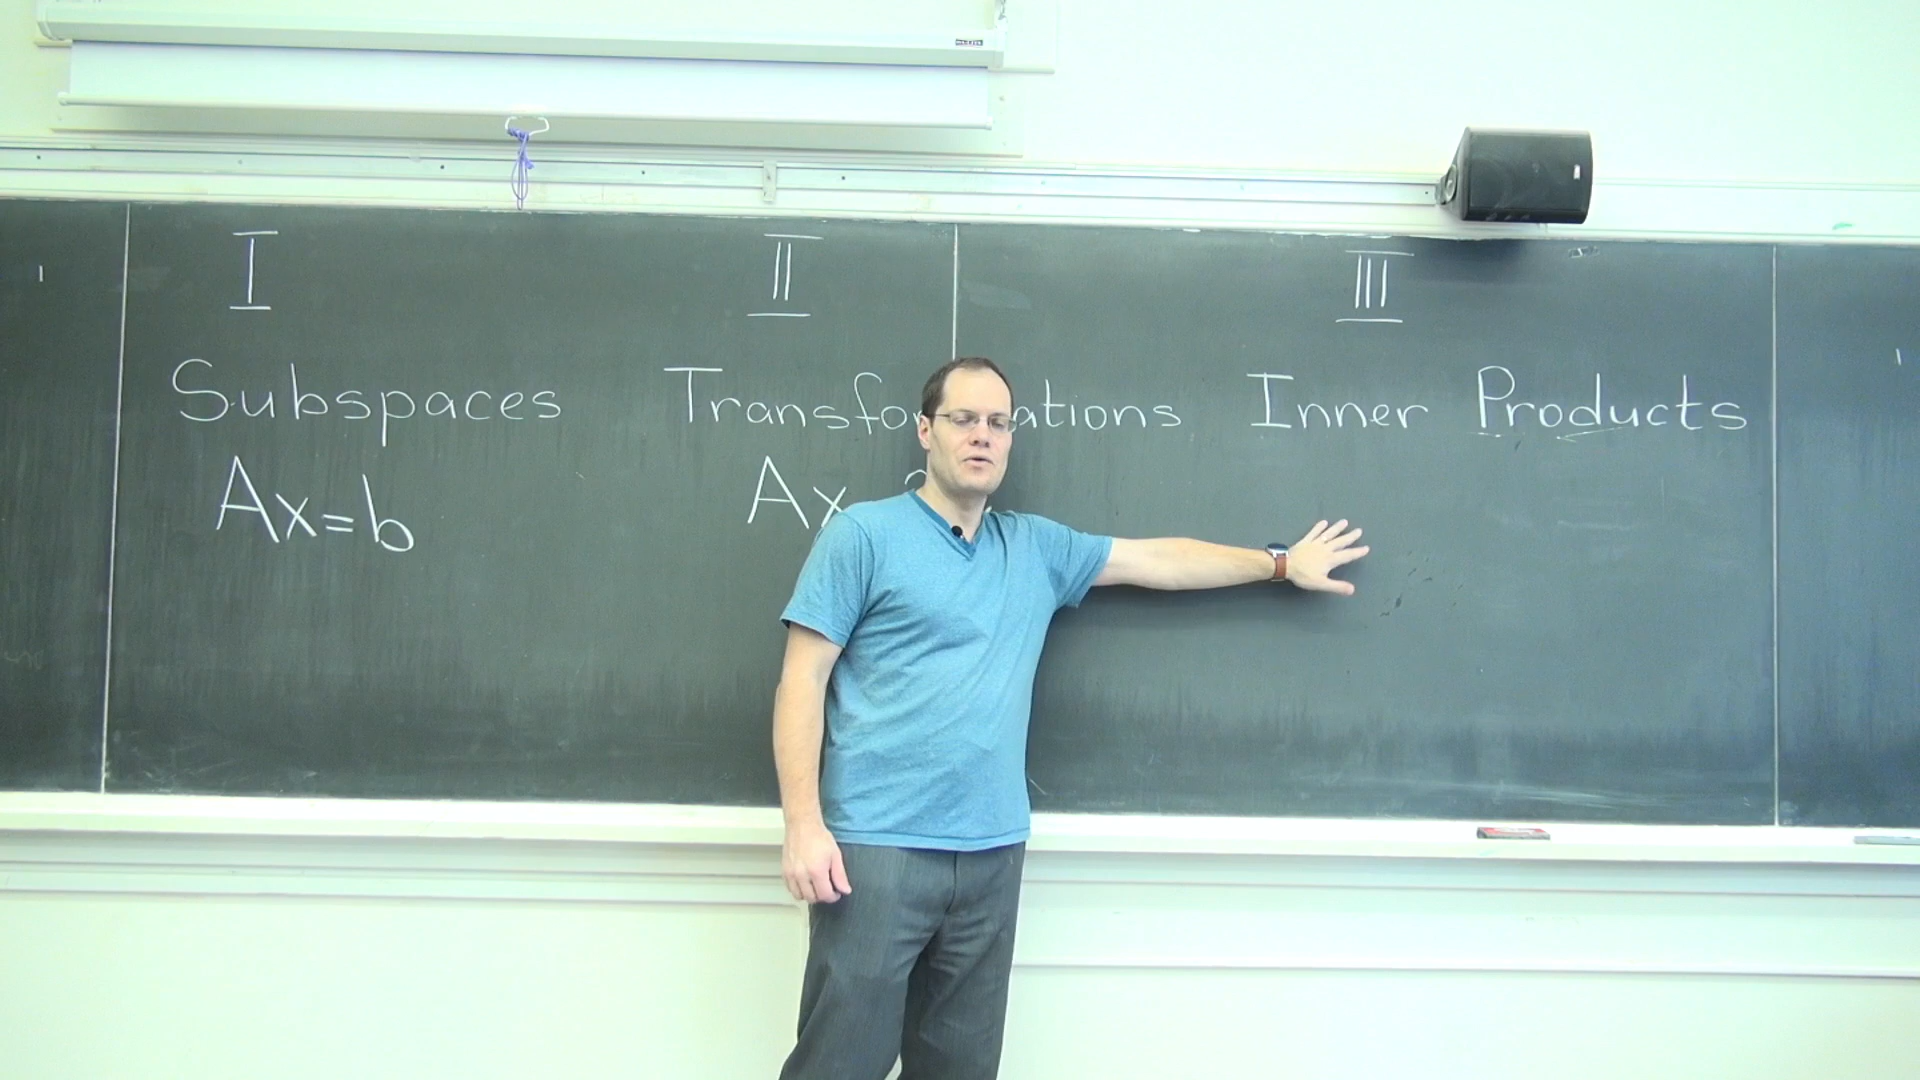 I II III
Subspaces Transfor ations Inner Products
Ax=b Ax